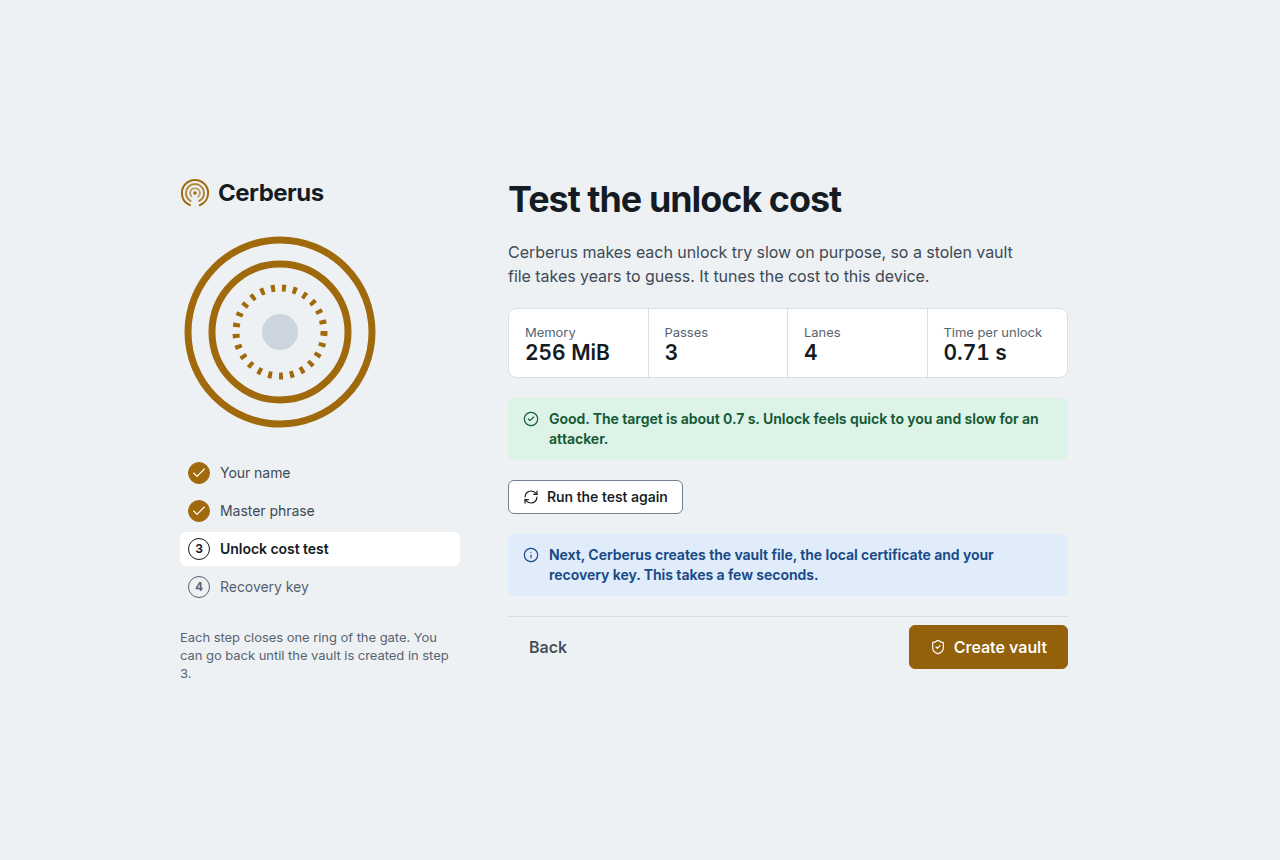 Cerberus
Your name
Master phrase
3 Unlock cost test
4 Recovery key
Each step closes one ring of the gate. You
can go back until the vault is created in step
3.
Test the unlock cost
Cerberus makes each unlock try slow on purpose, so a stolen vault
file takes years to guess. It tunes the cost to this device.
Memory
256 MiB
Passes
3
Lanes
4
Time per unlock
0.71 s
Good. The target is about 0.7 s. Unlock feels quick to you and slow for an
attacker.
Run the test again
Next, Cerberus creates the vault file, the local certificate and your
recovery key. This takes a few seconds.
Back
Create vault